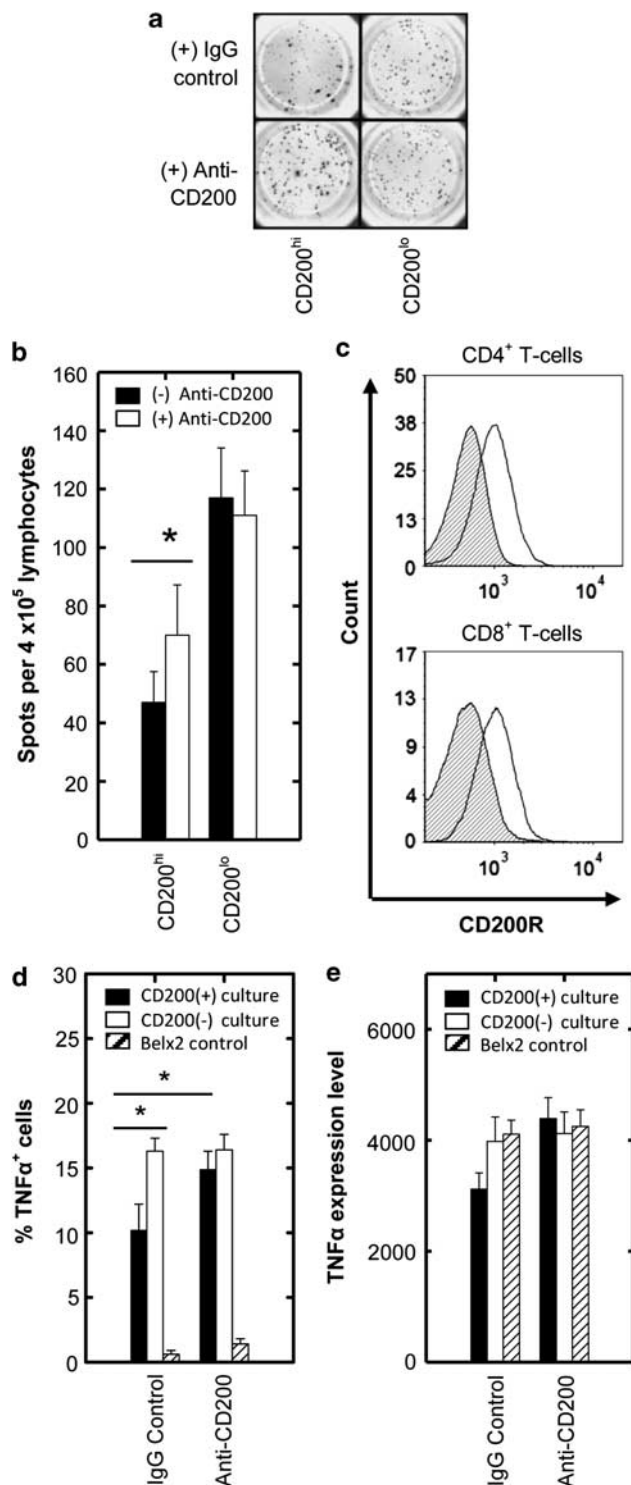 a
(+) IgG
control
(+) Anti-
CD200
CD200hi
CD200lo
b
160
140
120
100
80
60
40
20
0
Spots per 4 x10⁵ lymphocytes
(-) Anti-CD200
(+) Anti-CD200
*
CD200hi
CD200lo
c
CD4⁺ T-cells
50
38
25
13
0
10³
10⁴
Count
CD8⁺ T-cells
17
13
9
4
0
10³
10⁴
CD200R
d
30
25
20
15
10
5
0
% TNFα⁺ cells
CD200(+) culture
CD200(-) culture
Belx2 control
*
*
IgG Control
Anti-CD200
e
6000
4000
2000
0
TNFα expression level
CD200(+) culture
CD200(-) culture
Belx2 control
IgG Control
Anti-CD200